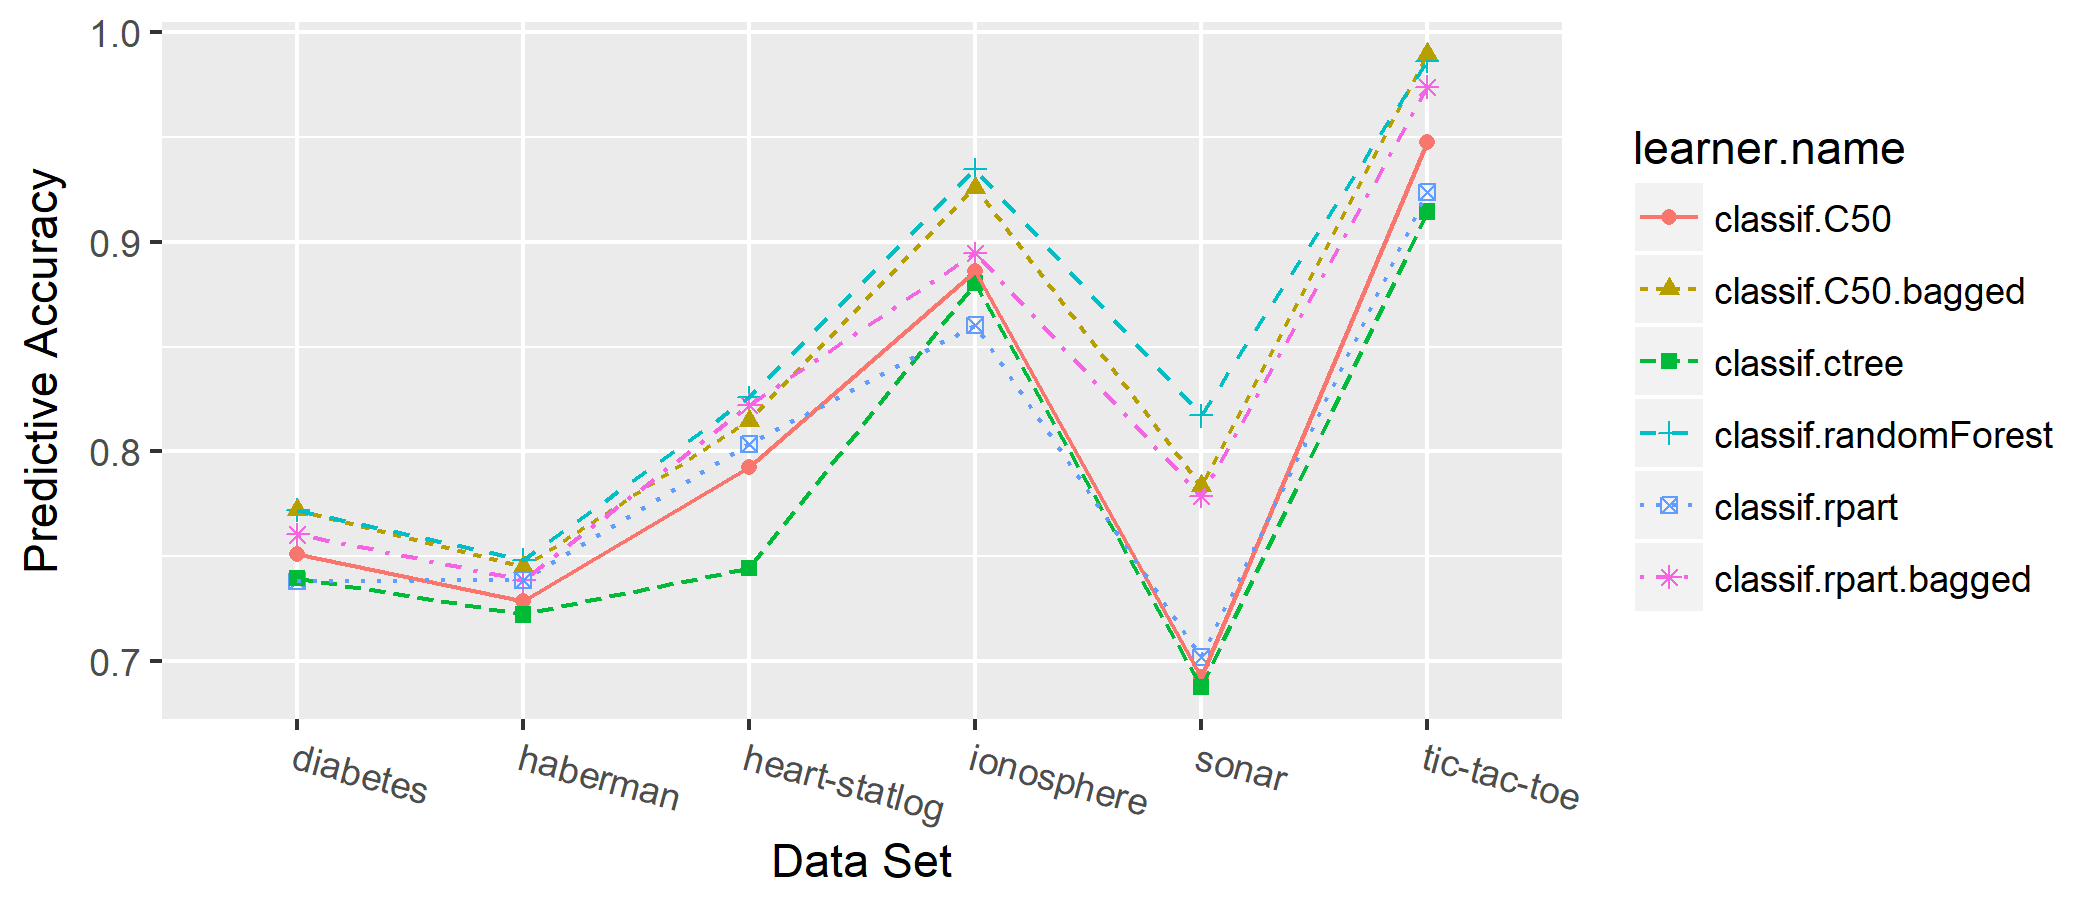 Predictive Accuracy
1.0
0.9
0.8
0.7
diabetes
haberman
heart-statlog
ionosphere
sonar
tic-tac-toe
Data Set
learner.name
classif.C50
classif.C50.bagged
classif.ctree
classif.randomForest
classif.rpart
classif.rpart.bagged